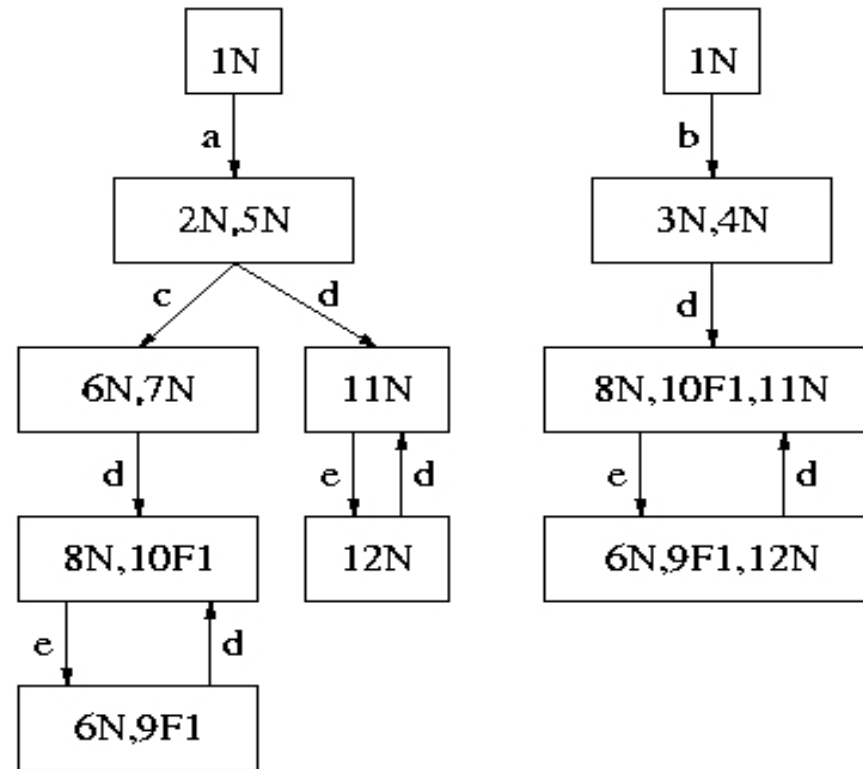 1N 1N
a b
2N,5N 3N,4N
c d d
6N,7N 11N 8N,10F1,11N
d e d e d
8N,10F1 12N 6N,9F1,12N
e d
6N,9F1